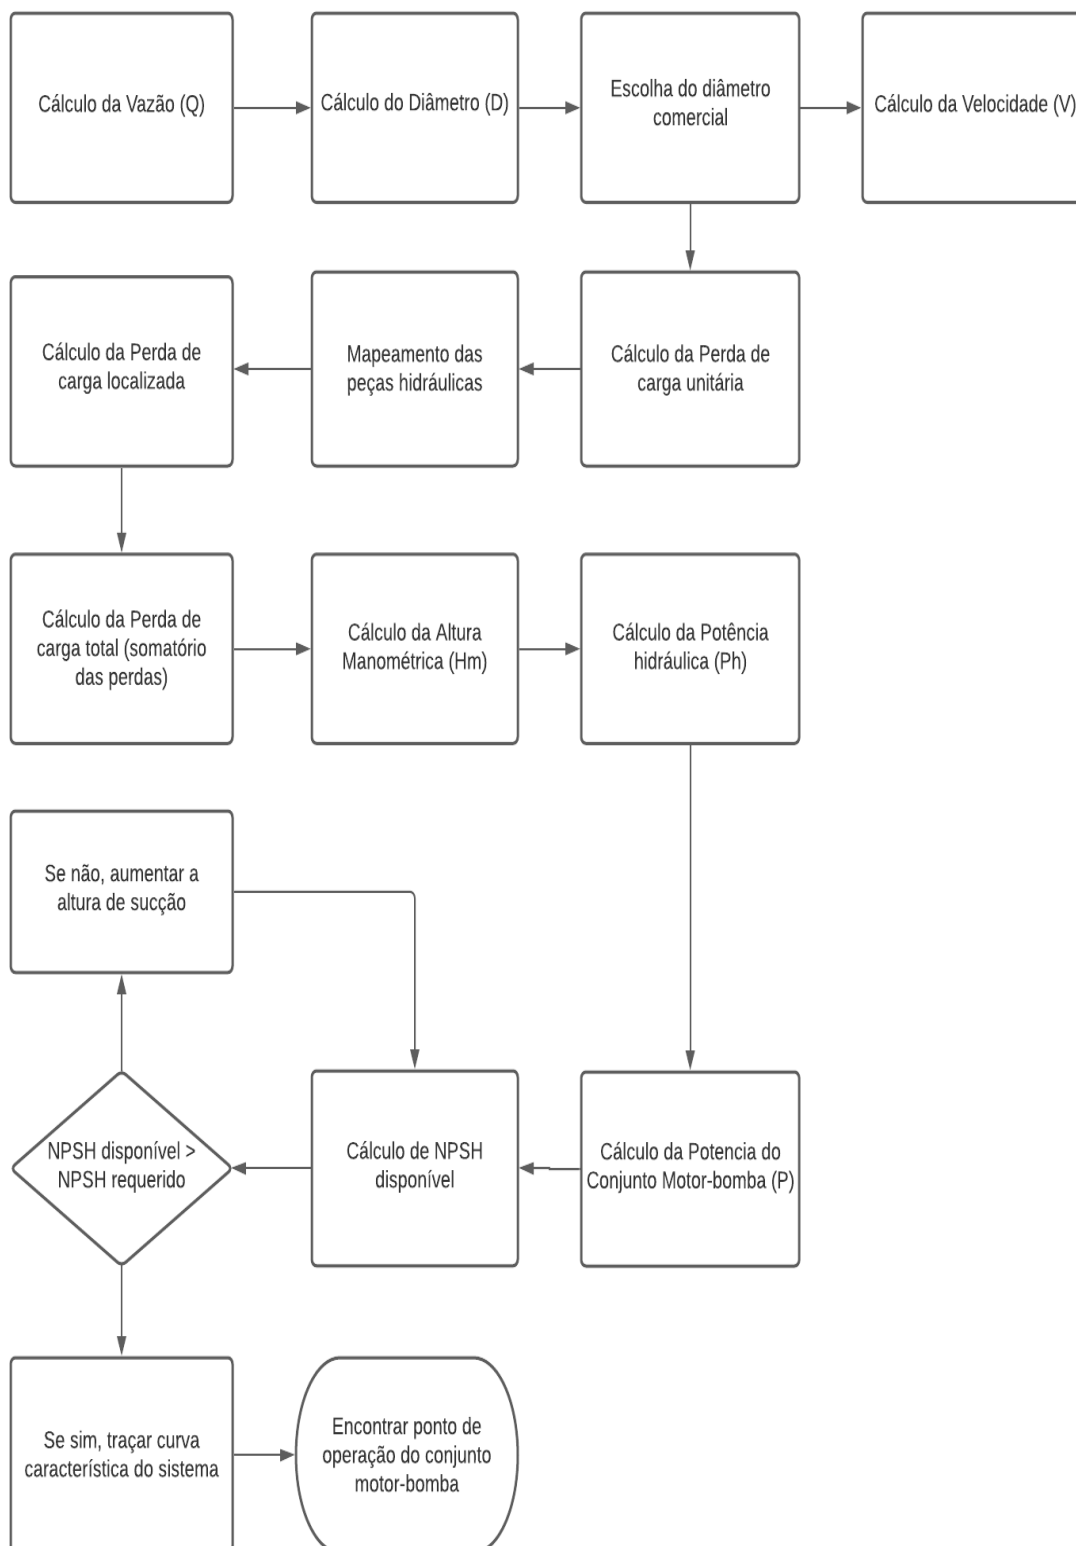 Cálculo da Vazão (Q)
Cálculo do Diâmetro (D)
Escolha do diâmetro
comercial
Cálculo da Velocidade (V)
Cálculo da Perda de
carga localizada
Mapeamento das
peças hidráulicas
Cálculo da Perda de
carga unitária
Cálculo da Perda de
carga total (somatório
das perdas)
Cálculo da Altura
Manométrica (Hm)
Cálculo da Potência
hidráulica (Ph)
Se não, aumentar a
altura de sucção
NPSH disponível >
NPSH requerido
Cálculo de NPSH
disponível
Cálculo da Potencia do
Conjunto Motor-bomba (P)
Se sim, traçar curva
característica do sistema
Encontrar ponto de
operação do conjunto
motor-bomba